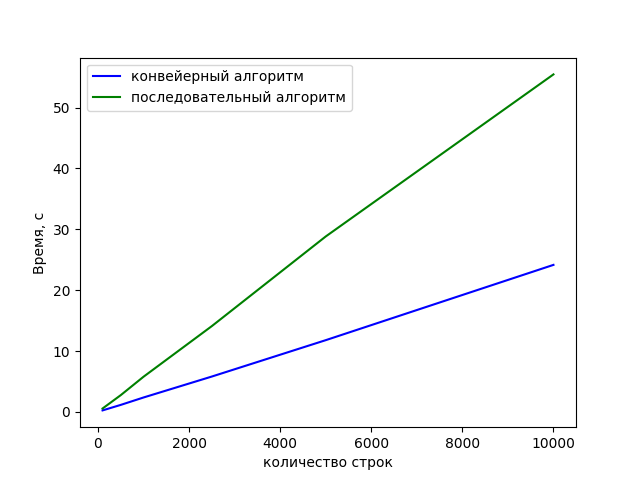 конвейерный алгоритм
последовательный алгоритм
Время, с
50
40
30
20
10
0
0 2000 4000 6000 8000 10000
количество строк